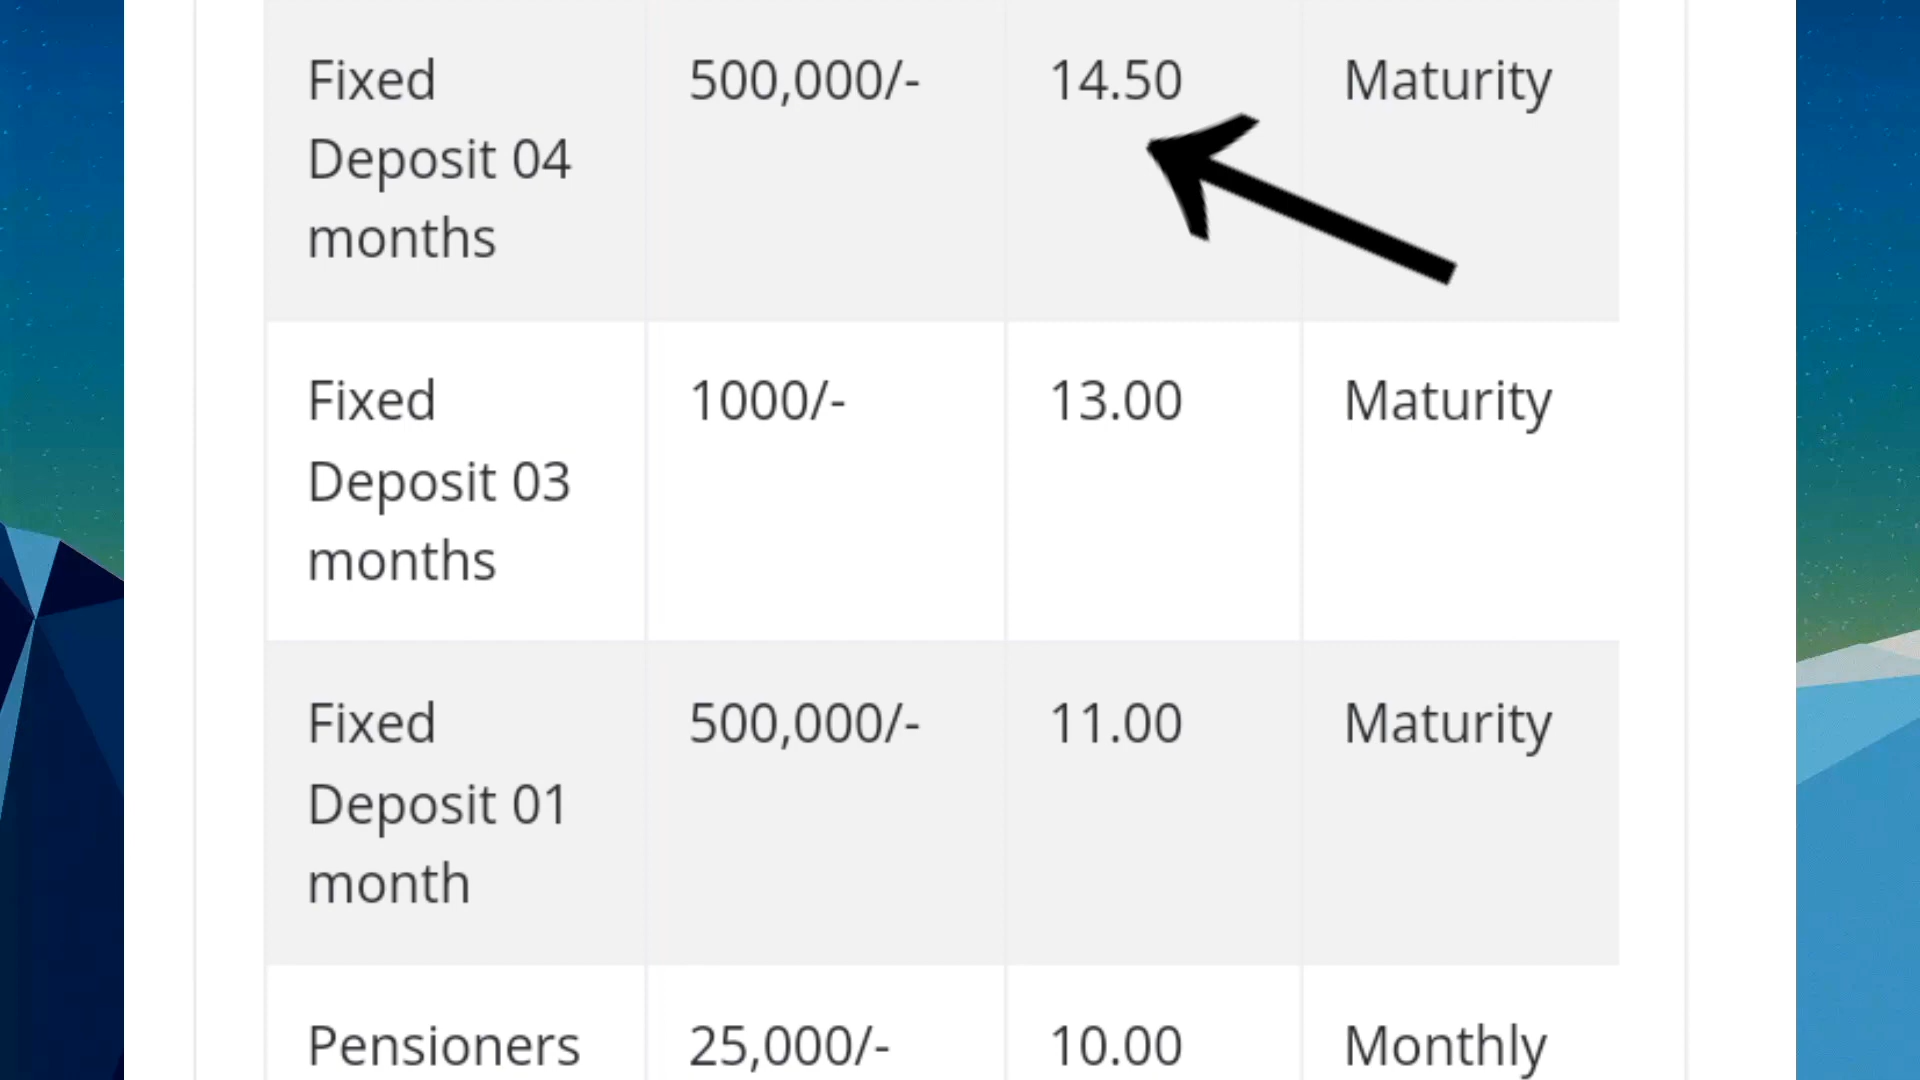 Fixed 500,000/- 14.50 Maturity
Deposit 04
months
Fixed 1000/- 13.00 Maturity
Deposit 03
months
Fixed 500,000/- 11.00 Maturity
Deposit 01
month
Pensioners 25,000/- 10.00 Monthly